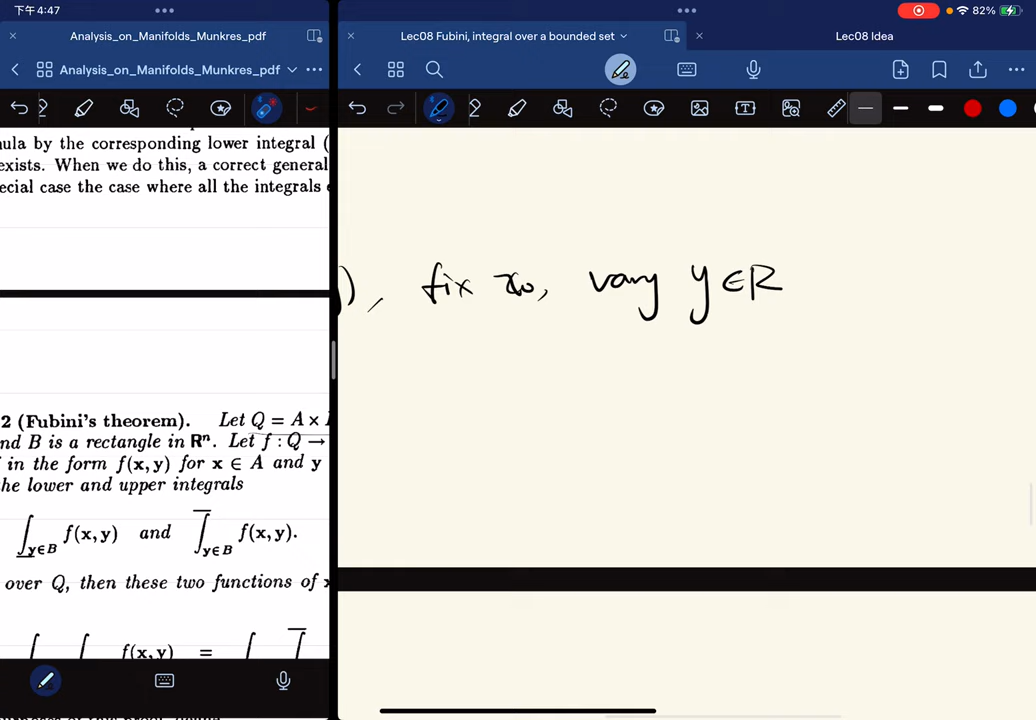 下午4:47
82%
Analysis_on_Manifolds_Munkres_pdf
Lec08 Fubini, integral over a bounded set
Lec08 Idea
Analysis_on_Manifolds_Munkres_pdf
ula by the corresponding lower integral (
exists. When we do this, a correct general
ecial case the case where all the integrals
), fix x₀, vary y∈R
2 (Fubini's theorem). Let Q = A ×
nd B is a rectangle in Rⁿ. Let f : Q →
in the form f(x, y) for x ∈ A and y
the lower and upper integrals
∫y∈B f(x, y) and ∫y∈B f(x, y).
over Q, then these two functions of
∫ ∫ f(x, y) = ∫ ∫